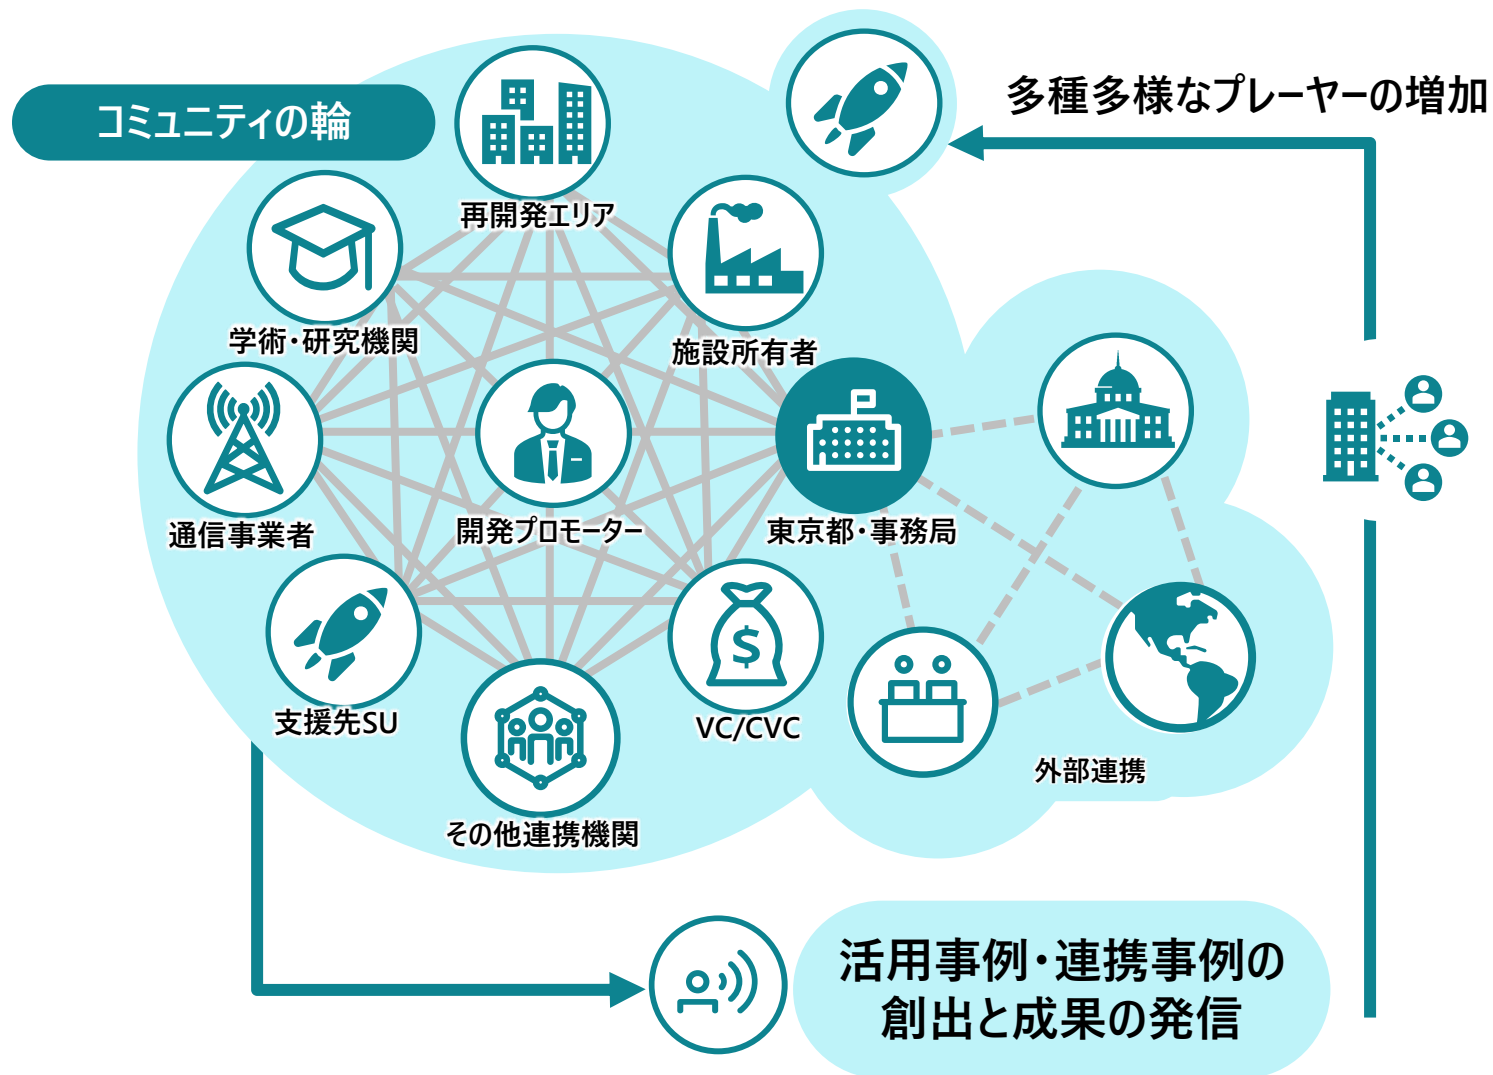 コミュニティの輪
多種多様なプレーヤーの増加
再開発エリア
学術・研究機関
施設所有者
通信事業者
開発プロモーター
東京都・事務局
支援先SU
VC/CVC
外部連携
その他連携機関
活用事例・連携事例の
創出と成果の発信